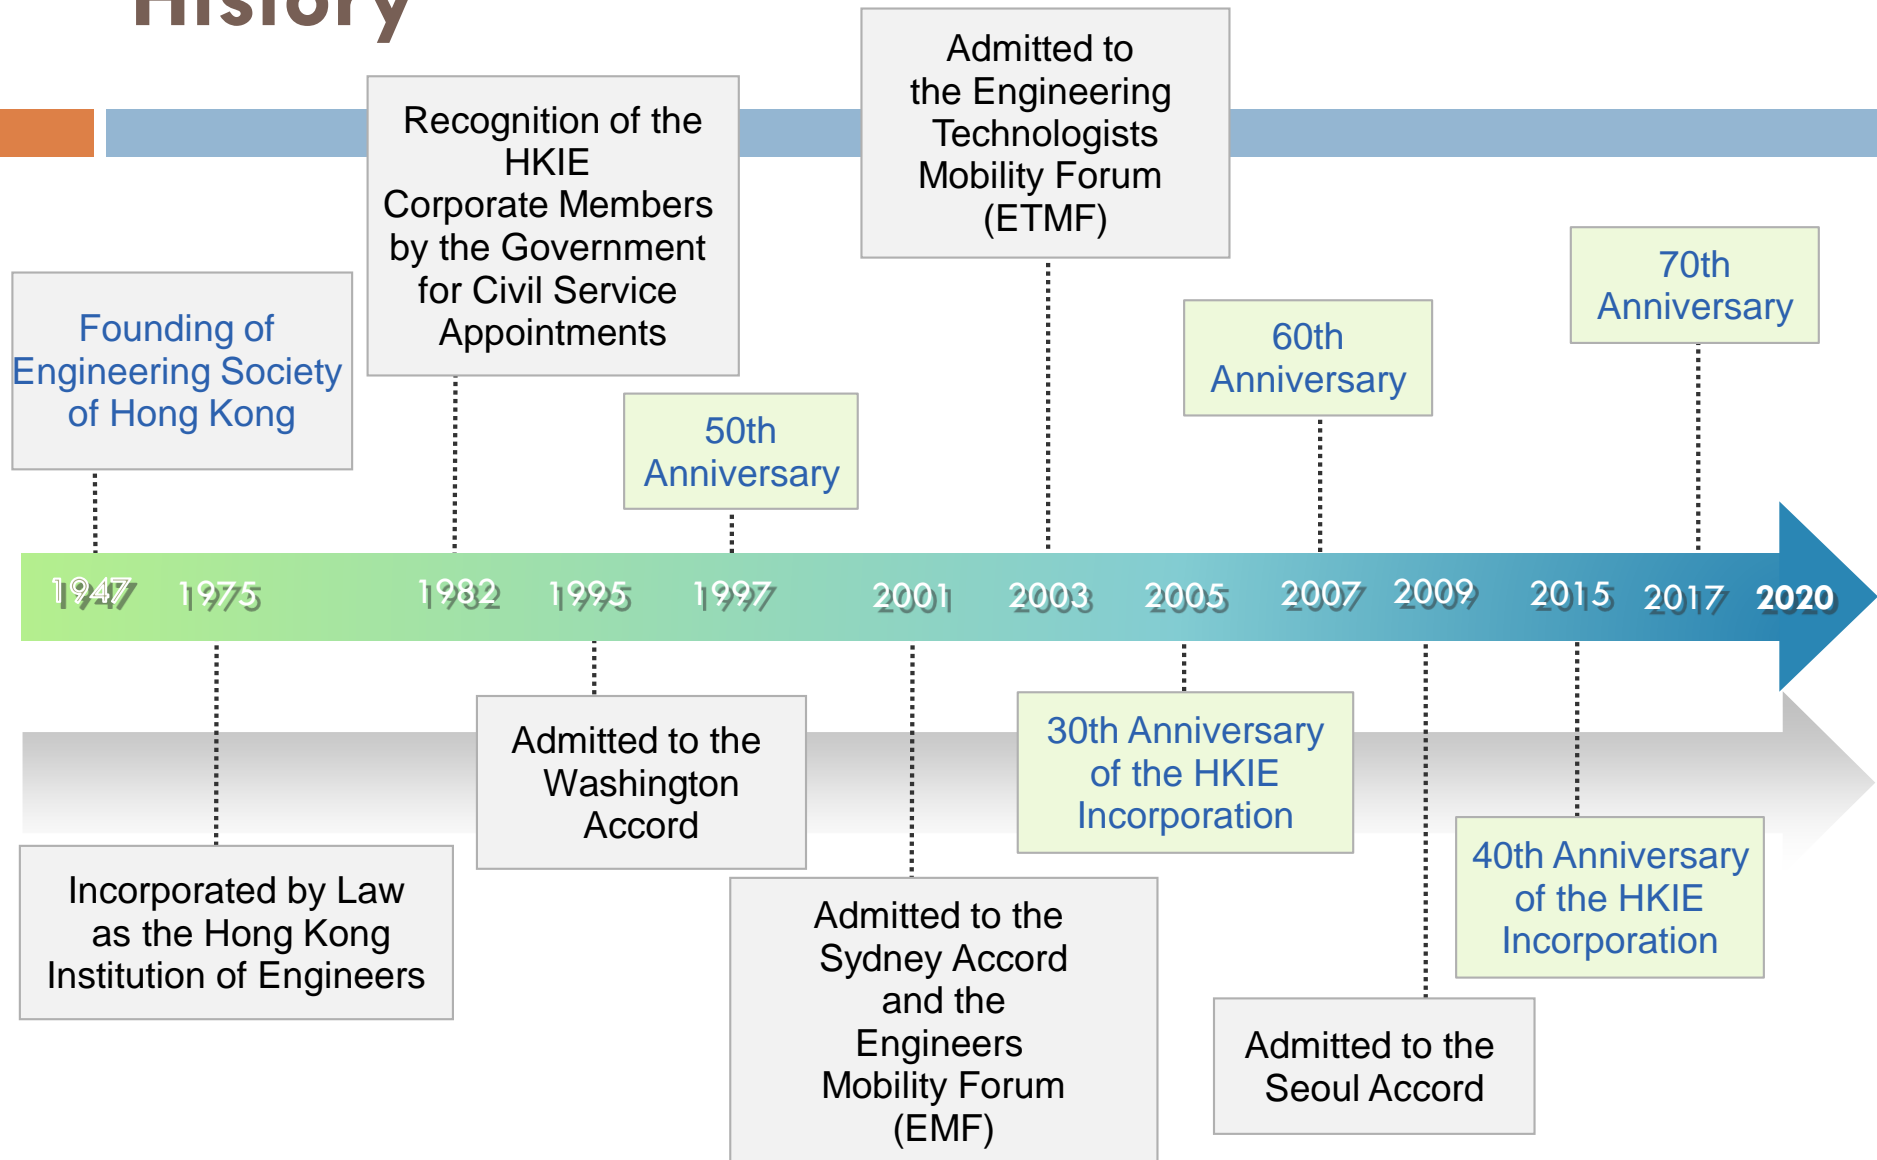 History
Admitted to
the Engineering
Technologists
Mobility Forum
(ETMF)
Recognition of the
HKIE
Corporate Members
by the Government
for Civil Service
Appointments
70th
Anniversary
Founding of
Engineering Society
of Hong Kong
60th
Anniversary
50th
Anniversary
1947 1975 1982 1995 1997 2001 2003 2005 2007 2009 2015 2017 2020
Admitted to the
Washington
Accord
30th Anniversary
of the HKIE
Incorporation
Incorporated by Law
as the Hong Kong
Institution of Engineers
40th Anniversary
of the HKIE
Incorporation
Admitted to the
Sydney Accord
and the
Engineers
Mobility Forum
(EMF)
Admitted to the
Seoul Accord